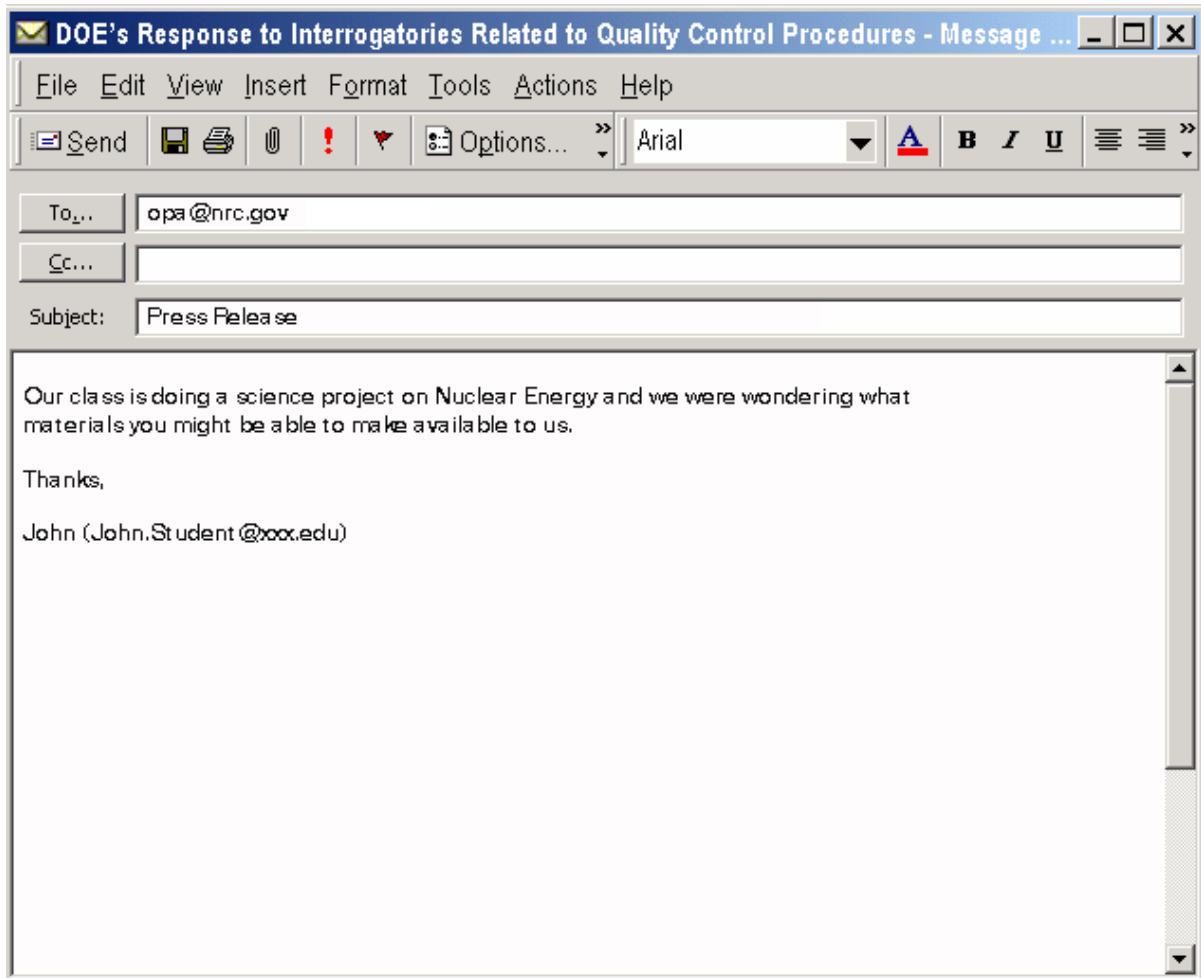 DOE's Response to Interrogatories Related to Quality Control Procedures - Message ...
File Edit View Insert Format Tools Actions Help
Send ! Options... » Arial A B I U »
To... opa@nrc.gov
Cc...
Subject: Press Release
Our class is doing a science project on Nuclear Energy and we were wondering what
materials you might be able to make available to us.
Thanks,
John (John.Student@xxx.edu)